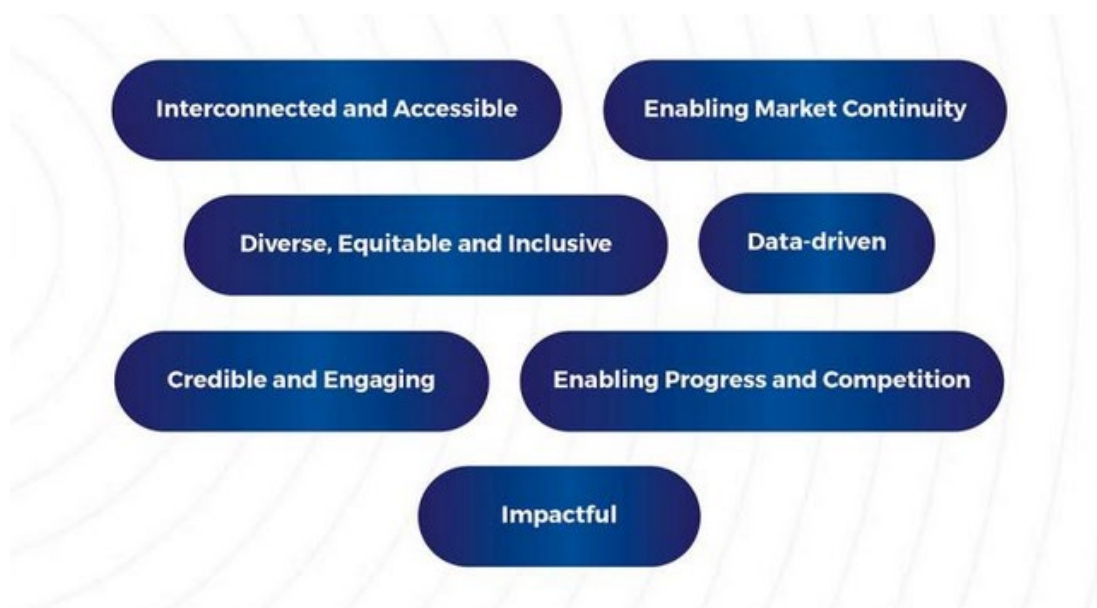 Interconnected and Accessible
Enabling Market Continuity
Diverse, Equitable and Inclusive
Data-driven
Credible and Engaging
Enabling Progress and Competition
Impactful